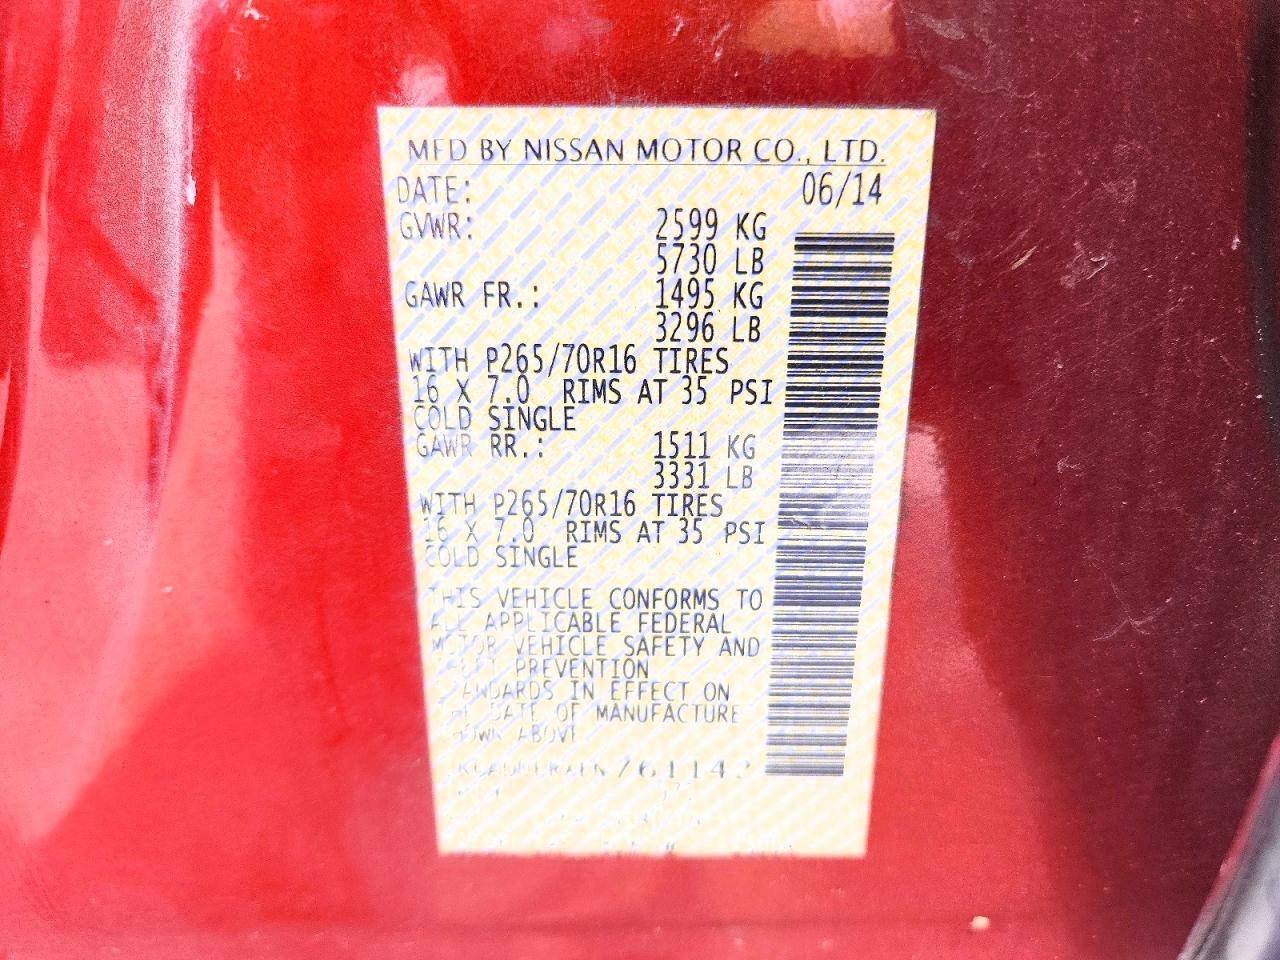 MFD BY NISSAN MOTOR CO., LTD.
DATE: 06/14
GVWR: 2599 KG
5730 LB
GAWR FR.: 1495 KG
3296 LB
WITH P265/70R16 TIRES
16 X 7.0 RIMS AT 35 PSI
COLD SINGLE
GAWR RR.: 1511 KG
3331 LB
WITH P265/70R16 TIRES
16 X 7.0 RIMS AT 35 PSI
COLD SINGLE
THIS VEHICLE CONFORMS TO
ALL APPLICABLE FEDERAL
MOTOR VEHICLE SAFETY AND
PREVENTION
STANDARDS IN EFFECT ON
THE DATE OF MANUFACTURE
ABOVE